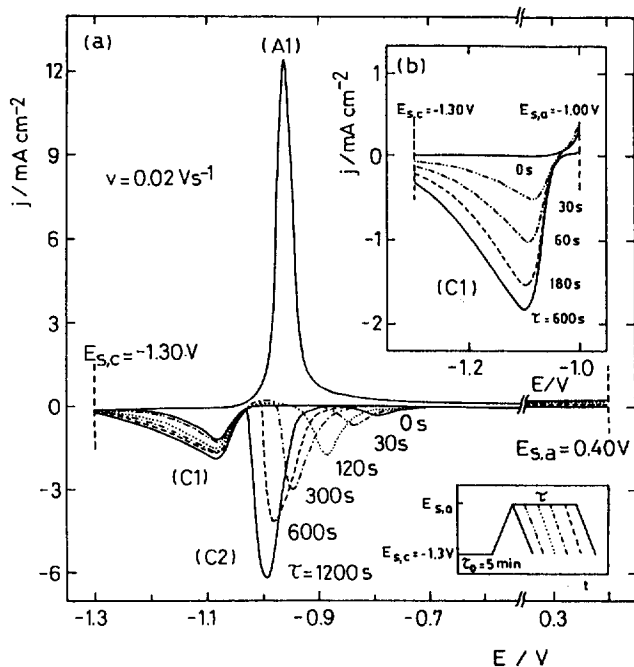 (a)
(A1)
(b)
j/mA cm-2
12
9
6
3
0
-3
-6
v = 0.02 Vs-1
j/mA cm-2
1
0
-1
-2
Es,c = -1.30 V
Es,a = -1.00 V
0s
30s
60s
180s
τ = 600s
(C1)
-1.2
-1.0
E/V
Es,c = -1.30 V
(C1)
(C2)
0s
30s
120s
300s
600s
τ = 1200s
Es,a = 0.40V
Es,a
τ
Es,c = -1.3V
τo = 5 min
t
-1.3
-1.1
-0.9
-0.7
0.3
E / V